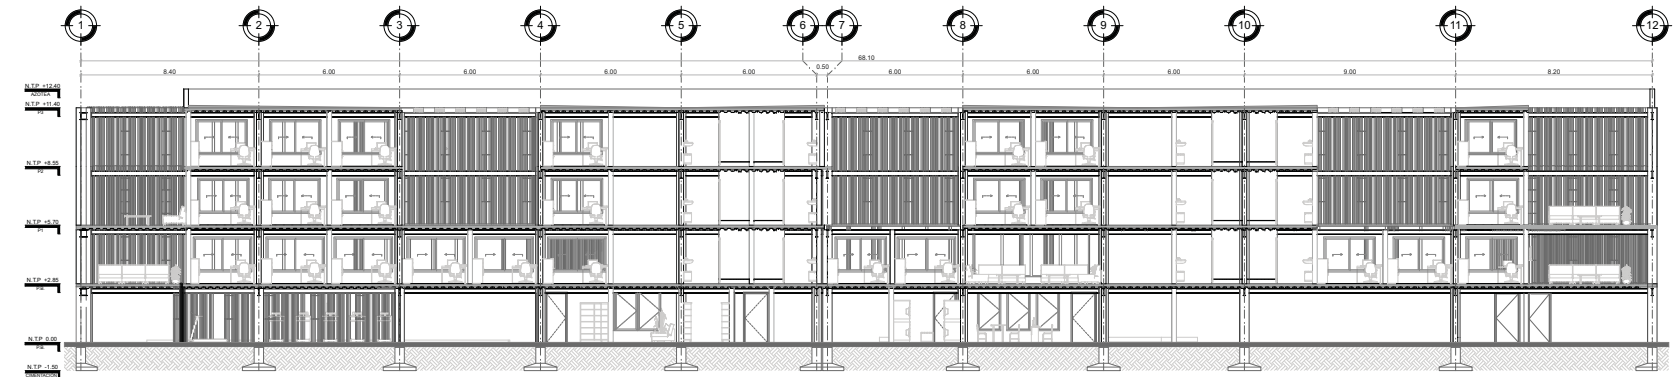 1 2 3 4 5 6 7 8 9 10 11 12
68.10
8.40 6.00 6.00 6.00 6.00 0.50 6.00 6.00 6.00 9.00 8.20
N.T.P +12.40
AZOTEA
N.T.P +11.40
P3
N.T.P +8.55
P2
N.T.P +5.70
P1
N.T.P +2.85
N.T.P 0.00
N.T.P -1.50
CIMENTACION